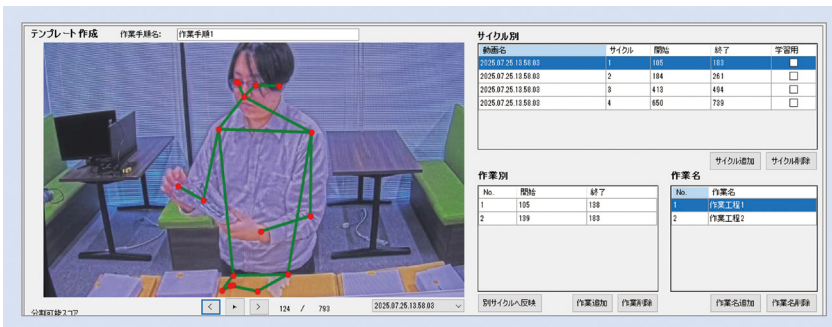 テンプレート作成 作業手順名: 作業手順1
サイクル別
動画名 サイクル 開始 終了 学習用
2025.07.25.13.58.03 1 105 183
2025.07.25.13.58.03 2 184 261
2025.07.25.13.58.03 3 413 494
2025.07.25.13.58.03 4 650 739
サイクル追加 サイクル削除
作業別
No. 開始 終了
1 105 138
2 139 183
別サイクルへ反映 作業追加 作業削除
作業名
No. 作業名
1 作業工程1
2 作業工程2
作業名追加 作業名削除
< ▶ > 124 / 793 2025.07.25.13.58.03
分割可能スコア